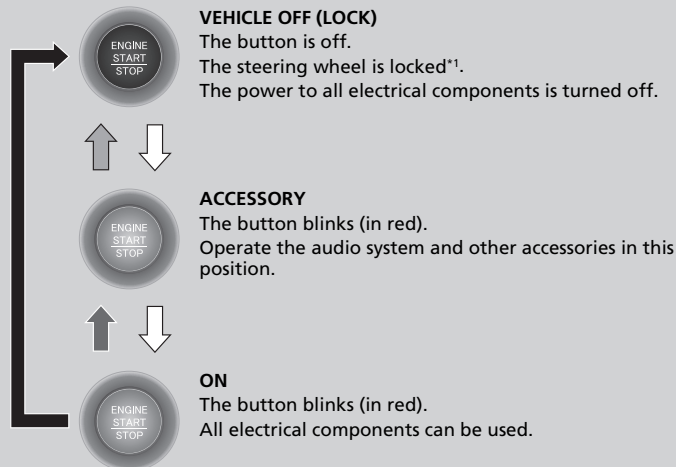 ENGINE
START
STOP
VEHICLE OFF (LOCK)
The button is off.
The steering wheel is locked*1.
The power to all electrical components is turned off.
ENGINE
START
STOP
ACCESSORY
The button blinks (in red).
Operate the audio system and other accessories in this
position.
ENGINE
START
STOP
ON
The button blinks (in red).
All electrical components can be used.